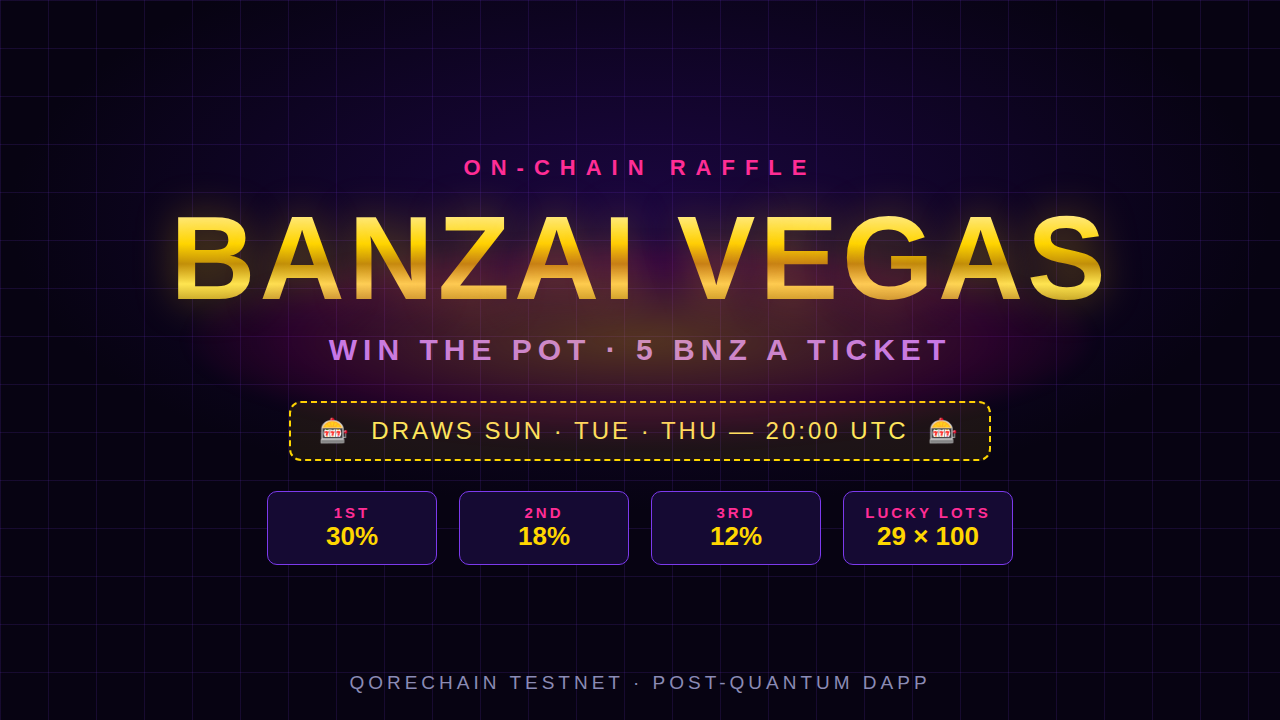 ON-CHAIN RAFFLE
BANZAI VEGAS
WIN THE POT · 5 BNZ A TICKET
🎰 DRAWS SUN · TUE · THU — 20:00 UTC 🎰
1ST
30%
2ND
18%
3RD
12%
LUCKY LOTS
29 × 100
QORECHAIN TESTNET · POST-QUANTUM DAPP